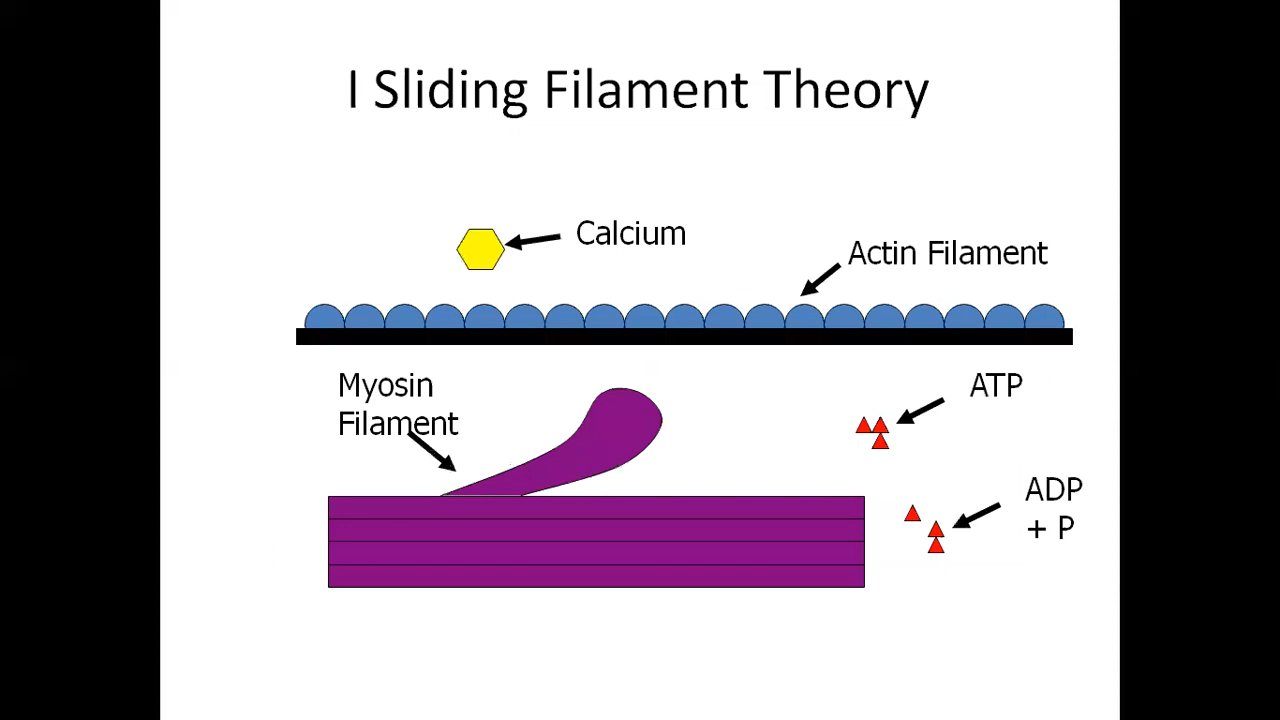 I Sliding Filament Theory
Calcium
Actin Filament
Myosin
Filament
ATP
ADP
+ P